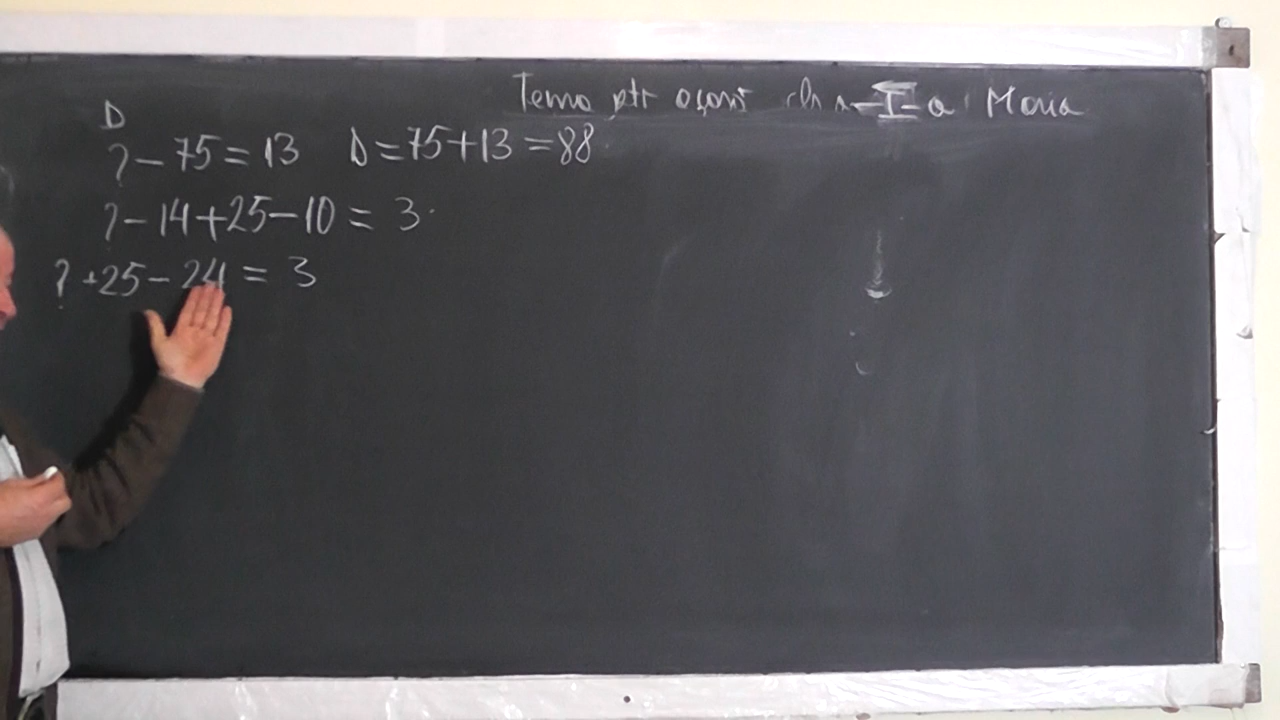 Tema ptr acasă cls a-I-a Maria
D
?-75=13 D=75+13=88
?-14+25-10=3
?+25-24=3